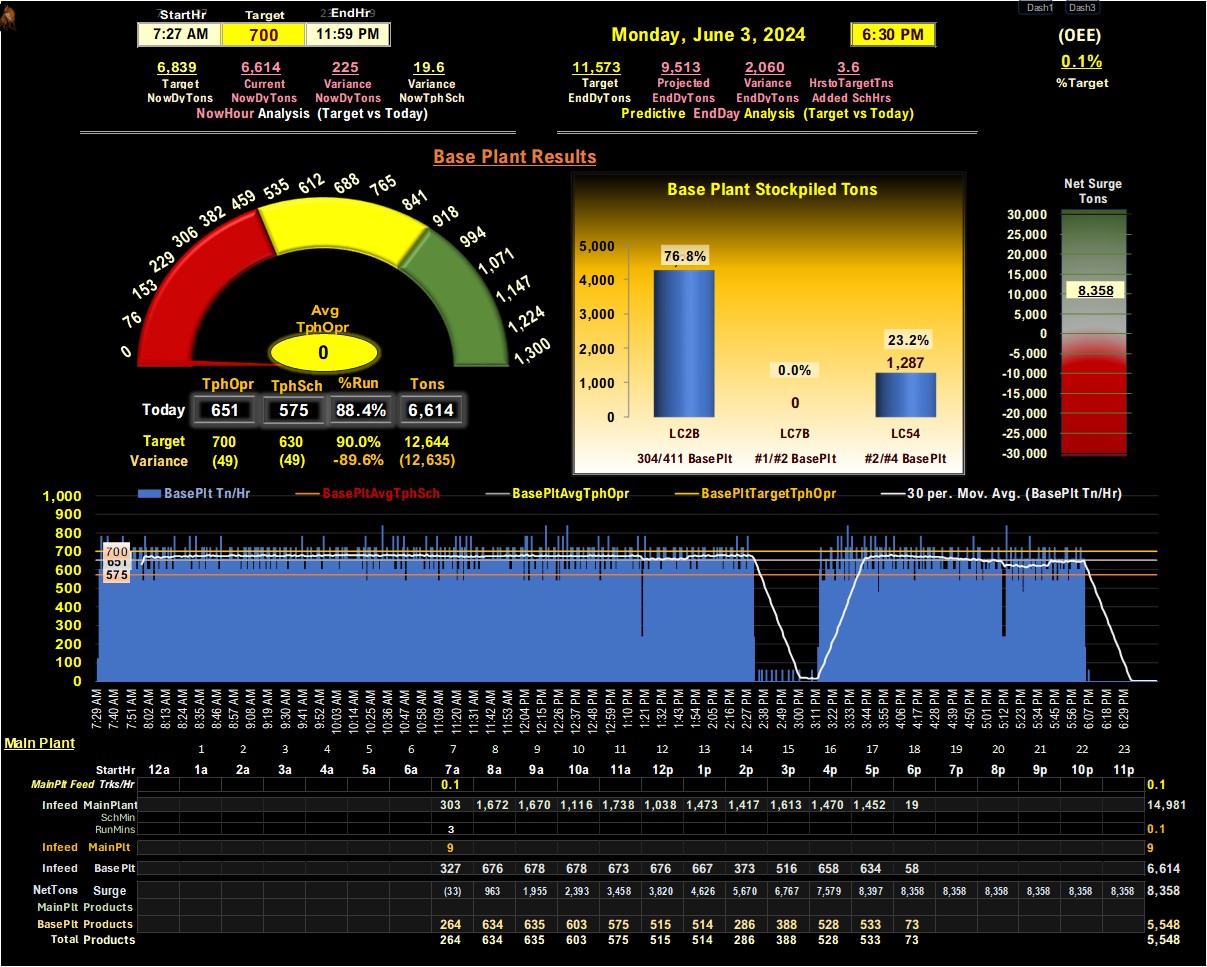 Dash1 Dash3
StartHr Target EndHr
7:27 AM 700 11:59 PM
Monday, June 3, 2024 6:30 PM
(OEE)
0.1%
%Target
6,839 6,614 225 19.6
Target Current Variance Variance
NowDyTons NowDyTons NowDyTons NowTphSch
NowHour Analysis (Target vs Today)
11,573 9,513 2,060 3.6
Target Projected Variance HrstoTargetTns
EndDyTons EndDyTons EndDyTons Added SchHrs
Predictive EndDay Analysis (Target vs Today)
Base Plant Results
0 76 153 229 306 382 459 535 612 688 765 841 918 994 1,071 1,147 1,224 1,300
Avg
TphOpr
0
TphOpr TphSch %Run Tons
Today 651 575 88.4% 6,614
Target 700 630 90.0% 12,644
Variance (49) (49) -89.6% (12,635)
Base Plant Stockpiled Tons
5,000
4,000
3,000
2,000
1,000
0
76.8%
0.0%
0
23.2%
1,287
LC2B LC7B LC54
304/411 BasePlt #1/#2 BasePlt #2/#4 BasePlt
Net Surge
Tons
30,000
25,000
20,000
15,000
10,000
5,000
0
-5,000
-10,000
-15,000
-20,000
-25,000
-30,000
8,358
BasePlt Tn/Hr BasePltAvgTphSch BasePltAvgTphOpr BasePltTargetTphOpr 30 per. Mov. Avg. (BasePlt Tn/Hr)
1,000
900
800
700
600
500
400
300
200
100
0
700
651
575
7:29 AM 7:40 AM 7:51 AM 8:02 AM 8:13 AM 8:24 AM 8:35 AM 8:46 AM 8:57 AM 9:08 AM 9:19 AM 9:30 AM 9:41 AM 9:52 AM 10:03 AM 10:14 AM 10:25 AM 10:36 AM 10:47 AM 10:58 AM 11:09 AM 11:20 AM 11:31 AM 11:42 AM 11:53 AM 12:04 PM 12:15 PM 12:26 PM 12:37 PM 12:48 PM 12:59 PM 1:10 PM 1:21 PM 1:32 PM 1:43 PM 1:54 PM 2:05 PM 2:16 PM 2:27 PM 2:38 PM 2:49 PM 3:00 PM 3:11 PM 3:22 PM 3:33 PM 3:44 PM 3:55 PM 4:06 PM 4:17 PM 4:28 PM 4:39 PM 4:50 PM 5:01 PM 5:12 PM 5:23 PM 5:34 PM 5:45 PM 5:56 PM 6:07 PM 6:18 PM 6:29 PM
Main Plant
1 2 3 4 5 6 7 8 9 10 11 12 13 14 15 16 17 18 19 20 21 22 23
StartHr 12a 1a 2a 3a 4a 5a 6a 7a 8a 9a 10a 11a 12p 1p 2p 3p 4p 5p 6p 7p 8p 9p 10p 11p
MainPlt Feed Trks/Hr 0.1 0.1
Infeed MainPlant 303 1,672 1,670 1,116 1,738 1,038 1,473 1,417 1,613 1,470 1,452 19 14,981
SchMin
RunMins 3 0.1
Infeed MainPlt 9 9
Infeed BasePlt 327 676 678 678 673 676 667 373 516 658 634 58 6,614
NetTons Surge (33) 963 1,955 2,393 3,458 3,820 4,626 5,670 6,767 7,579 8,397 8,358 8,358 8,358 8,358 8,358 8,358 8,358
MainPlt Products
BasePlt Products 264 634 635 603 575 515 514 286 388 528 533 73 5,548
Total Products 264 634 635 603 575 515 514 286 388 528 533 73 5,548